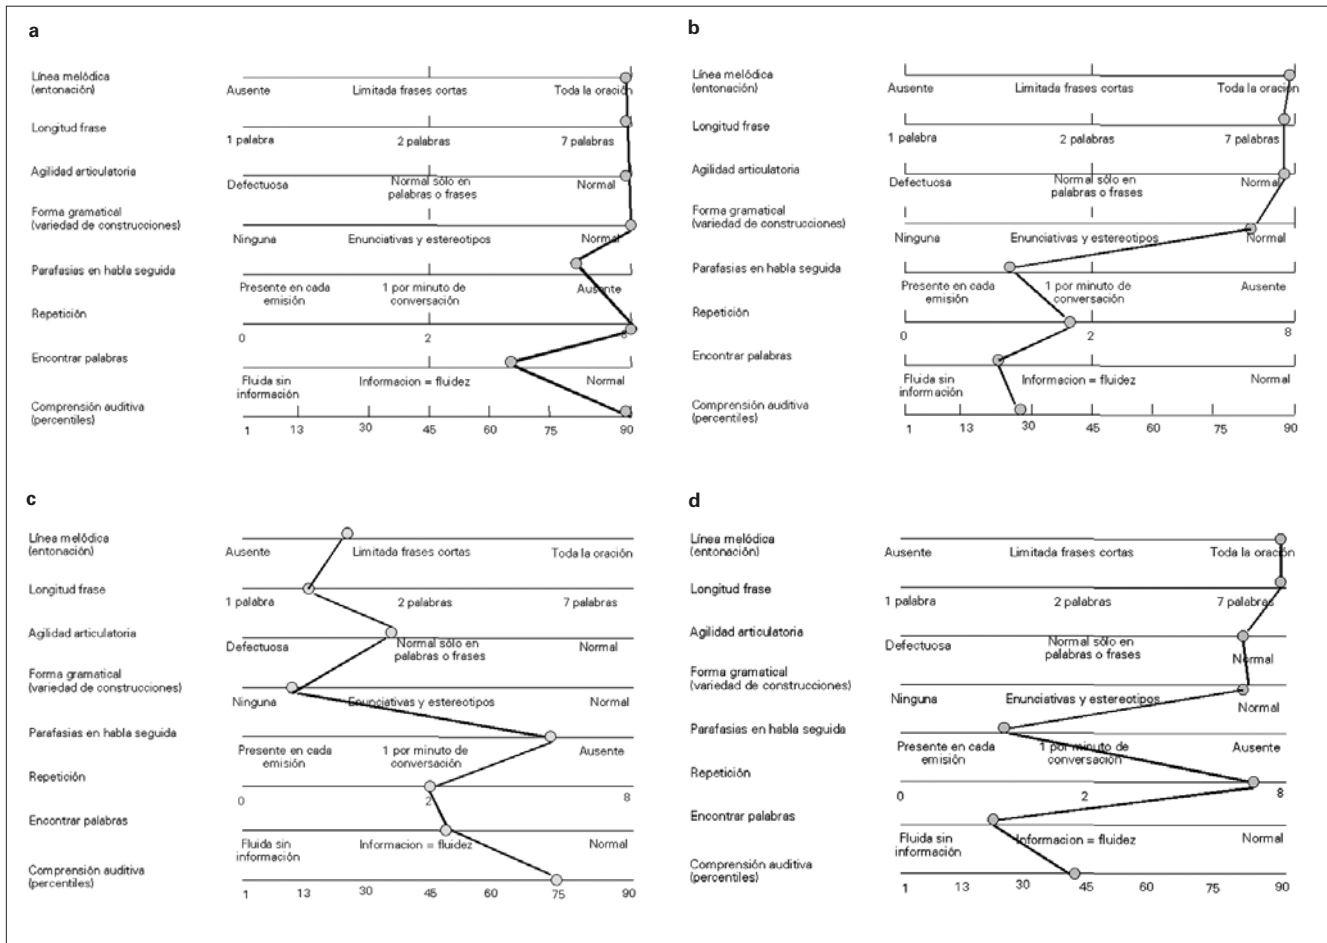 a
Línea melódica
(entonación)
Ausente Limitada frases cortas Toda la oración
Longitud frase
1 palabra 2 palabras 7 palabras
Agilidad articulatoria
Defectuosa Normal sólo en palabras o frases Normal
Forma gramatical
(variedad de construcciones)
Ninguna Enunciativas y estereotipos Normal
Parafasias en habla seguida
Presente en cada emisión 1 por minuto de conversación Ausente
Repetición
0 2 8
Encontrar palabras
Fluida sin información Informacion = fluidez Normal
Comprensión auditiva
(percentiles)
1 13 30 45 60 75 90
b
Línea melódica
(entonación)
Ausente Limitada frases cortas Toda la oración
Longitud frase
1 palabra 2 palabras 7 palabras
Agilidad articulatoria
Defectuosa Normal sólo en palabras o frases Normal
Forma gramatical
(variedad de construcciones)
Ninguna Enunciativas y estereotipos Normal
Parafasias en habla seguida
Presente en cada emisión 1 por minuto de conversación Ausente
Repetición
0 2 8
Encontrar palabras
Fluida sin información Informacion = fluidez Normal
Comprensión auditiva
(percentiles)
1 13 30 45 60 75 90
c
Línea melódica
(entonación)
Ausente Limitada frases cortas Toda la oración
Longitud frase
1 palabra 2 palabras 7 palabras
Agilidad articulatoria
Defectuosa Normal sólo en palabras o frases Normal
Forma gramatical
(variedad de construcciones)
Ninguna Enunciativas y estereotipos Normal
Parafasias en habla seguida
Presente en cada emisión 1 por minuto de conversación Ausente
Repetición
0 2 8
Encontrar palabras
Fluida sin información Informacion = fluidez Normal
Comprensión auditiva
(percentiles)
1 13 30 45 60 75 90
d
Línea melódica
(entonación)
Ausente Limitada frases cortas Toda la oración
Longitud frase
1 palabra 2 palabras 7 palabras
Agilidad articulatoria
Defectuosa Normal sólo en palabras o frases Normal
Forma gramatical
(variedad de construcciones)
Ninguna Enunciativas y estereotipos Normal
Parafasias en habla seguida
Presente en cada emisión 1 por minuto de conversación Ausente
Repetición
0 2 8
Encontrar palabras
Fluida sin información Informacion = fluidez Normal
Comprensión auditiva
(percentiles)
1 13 30 45 60 75 90